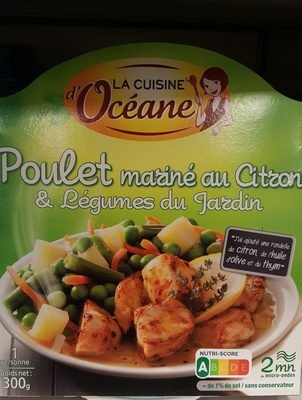 LA CUISINE
d'Océane
Poulet mariné au Citron
& Légumes du Jardin
"J'ai ajouté une rondelle
de citron, de l'huile
d'olive et du thym"
1
personne
poids net :
300g
NUTRI-SCORE
A B C D E
- de 1% de sel / sans conservateur
2 mn
au micro-ondes